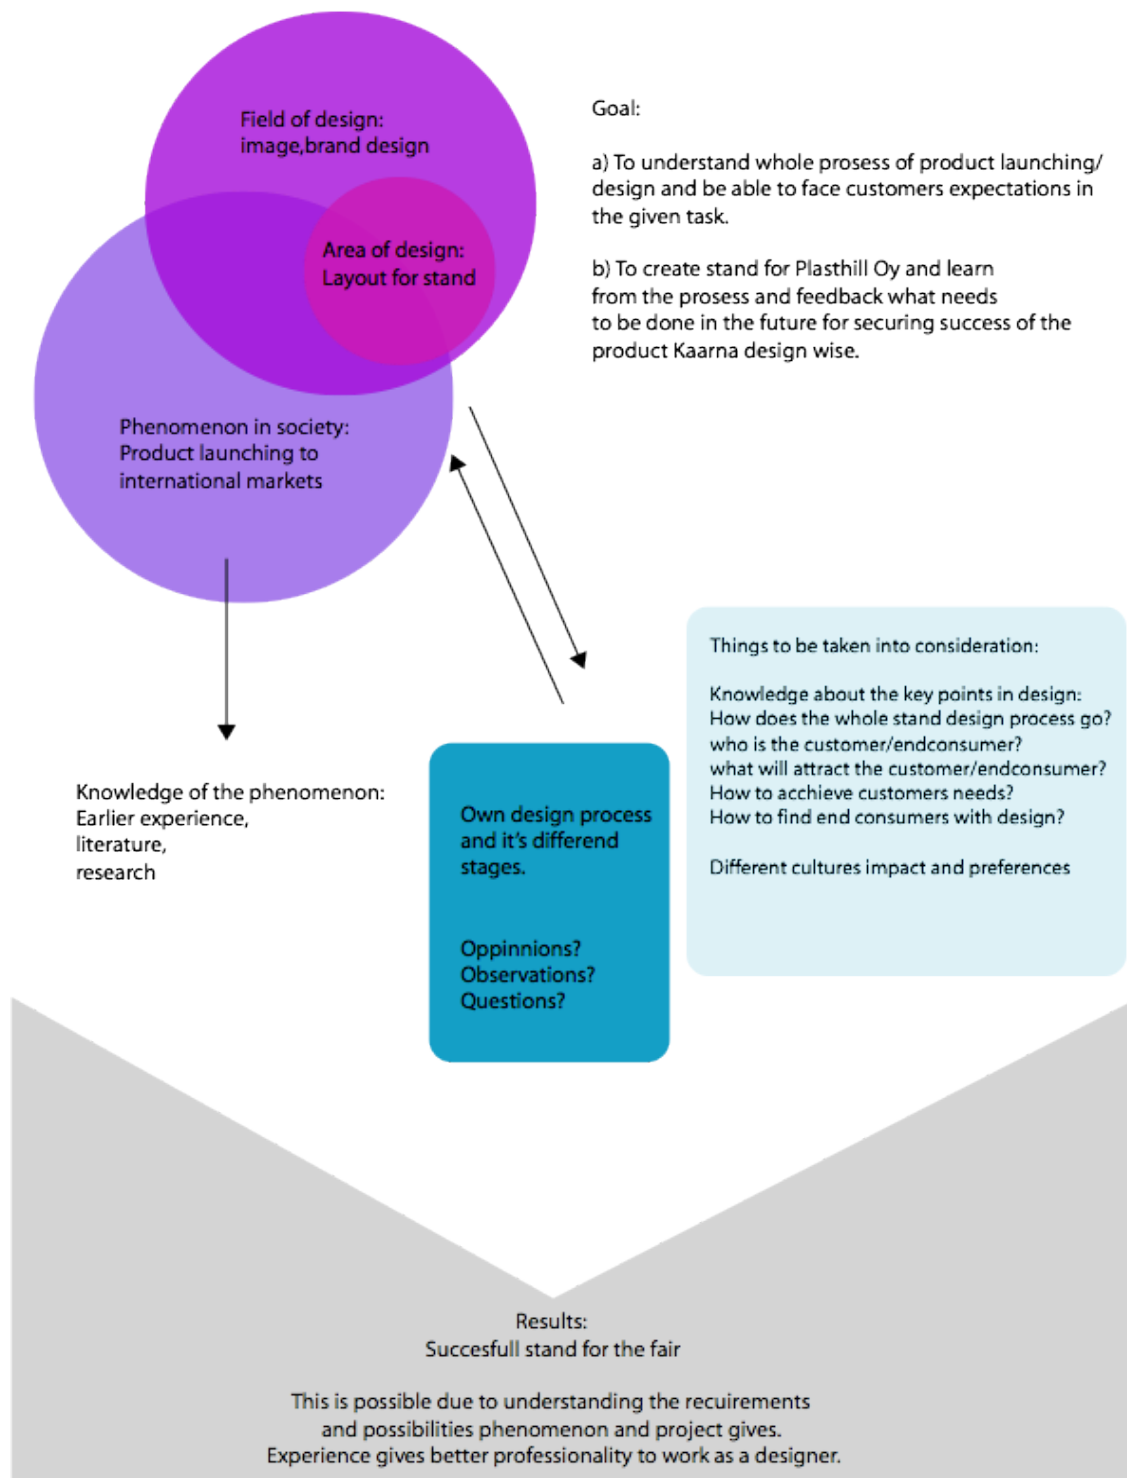 Field of design:
image,brand design
Area of design:
Layout for stand
Phenomenon in society:
Product launching to
international markets
Goal:
a) To understand whole prosess of product launching/
design and be able to face customers expectations in
the given task.
b) To create stand for Plasthill Oy and learn
from the prosess and feedback what needs
to be done in the future for securing success of the
product Kaarna design wise.
Knowledge of the phenomenon:
Earlier experience,
literature,
research
Own design process
and it's differend
stages.
Oppinnions?
Observations?
Questions?
Things to be taken into consideration:
Knowledge about the key points in design:
How does the whole stand design process go?
who is the customer/endconsumer?
what will attract the customer/endconsumer?
How to acchieve customers needs?
How to find end consumers with design?
Different cultures impact and preferences
Results:
Succesfull stand for the fair
This is possible due to understanding the recuirements
and possibilities phenomenon and project gives.
Experience gives better professionality to work as a designer.